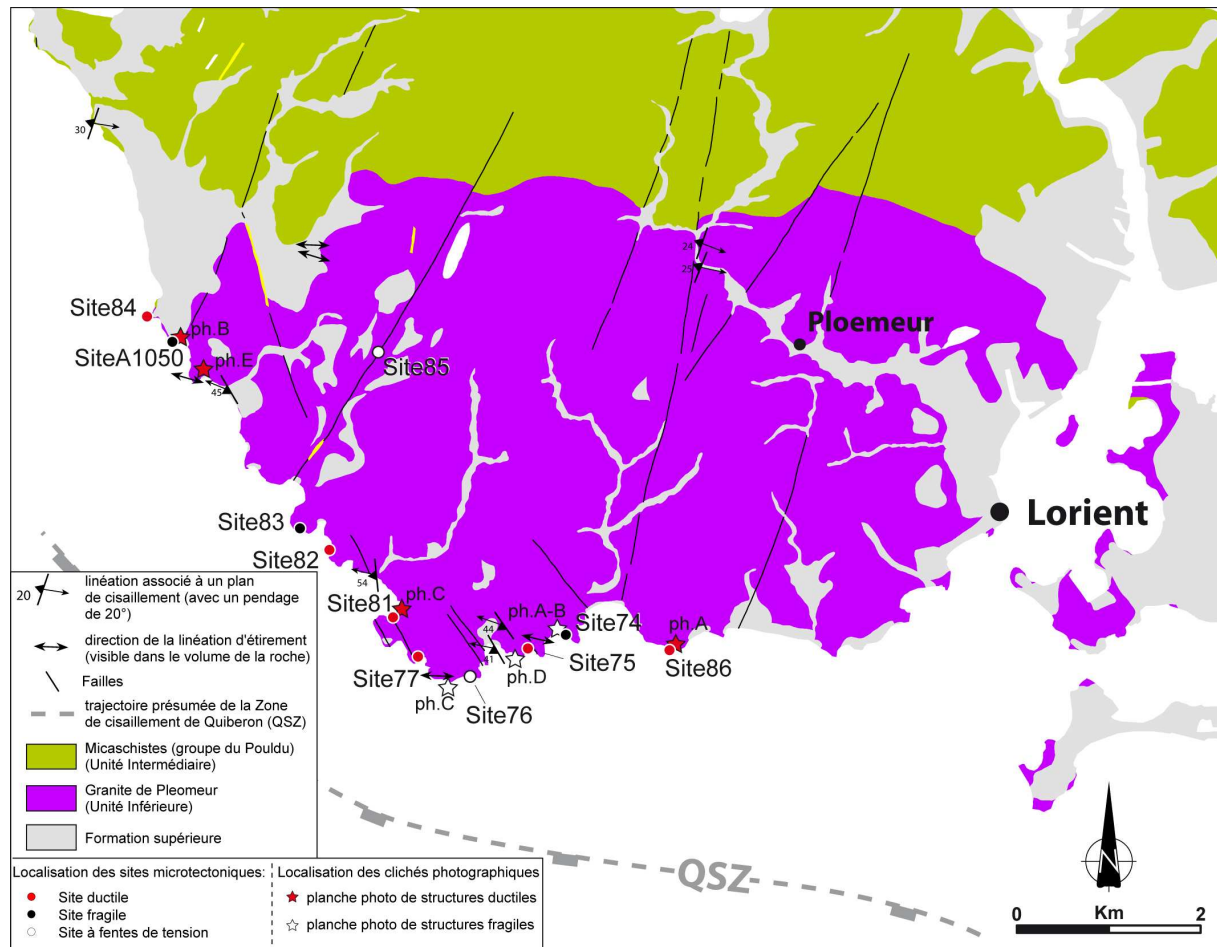 30
24
25
Site84
ph.B
Ploemeur
SiteA1050
ph.E
Site85
45
Lorient
Site83
Site82
54
Site81
ph.C
ph.A-B
Site74
44
ph.A
41
Site75
Site86
Site77
ph.D
ph.C
Site76
QSZ
20
linéation associé à un plan
de cisaillement (avec un pendage
de 20°)
direction de la linéation d'étirement
(visible dans le volume de la roche)
Failles
trajectoire présumée de la Zone
de cisaillement de Quiberon (QSZ)
Micaschistes (groupe du Pouldu)
(Unité Intermédiaire)
Granite de Pleomeur
(Unité Inférieure)
Formation supérieure
Localisation des sites microtectoniques:
Site ductile
Site fragile
Site à fentes de tension
Localisation des clichés photographiques
planche photo de structures ductiles
planche photo de structures fragiles
N
0 Km 2